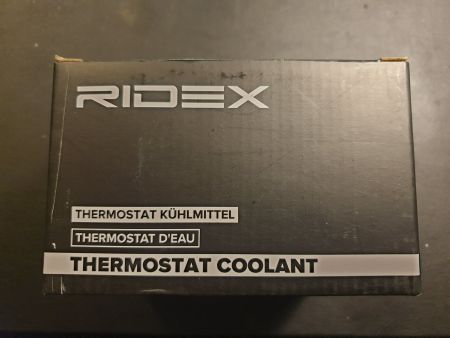 RIDEX
THERMOSTAT KÜHLMITTEL
THERMOSTAT D'EAU
THERMOSTAT COOLANT